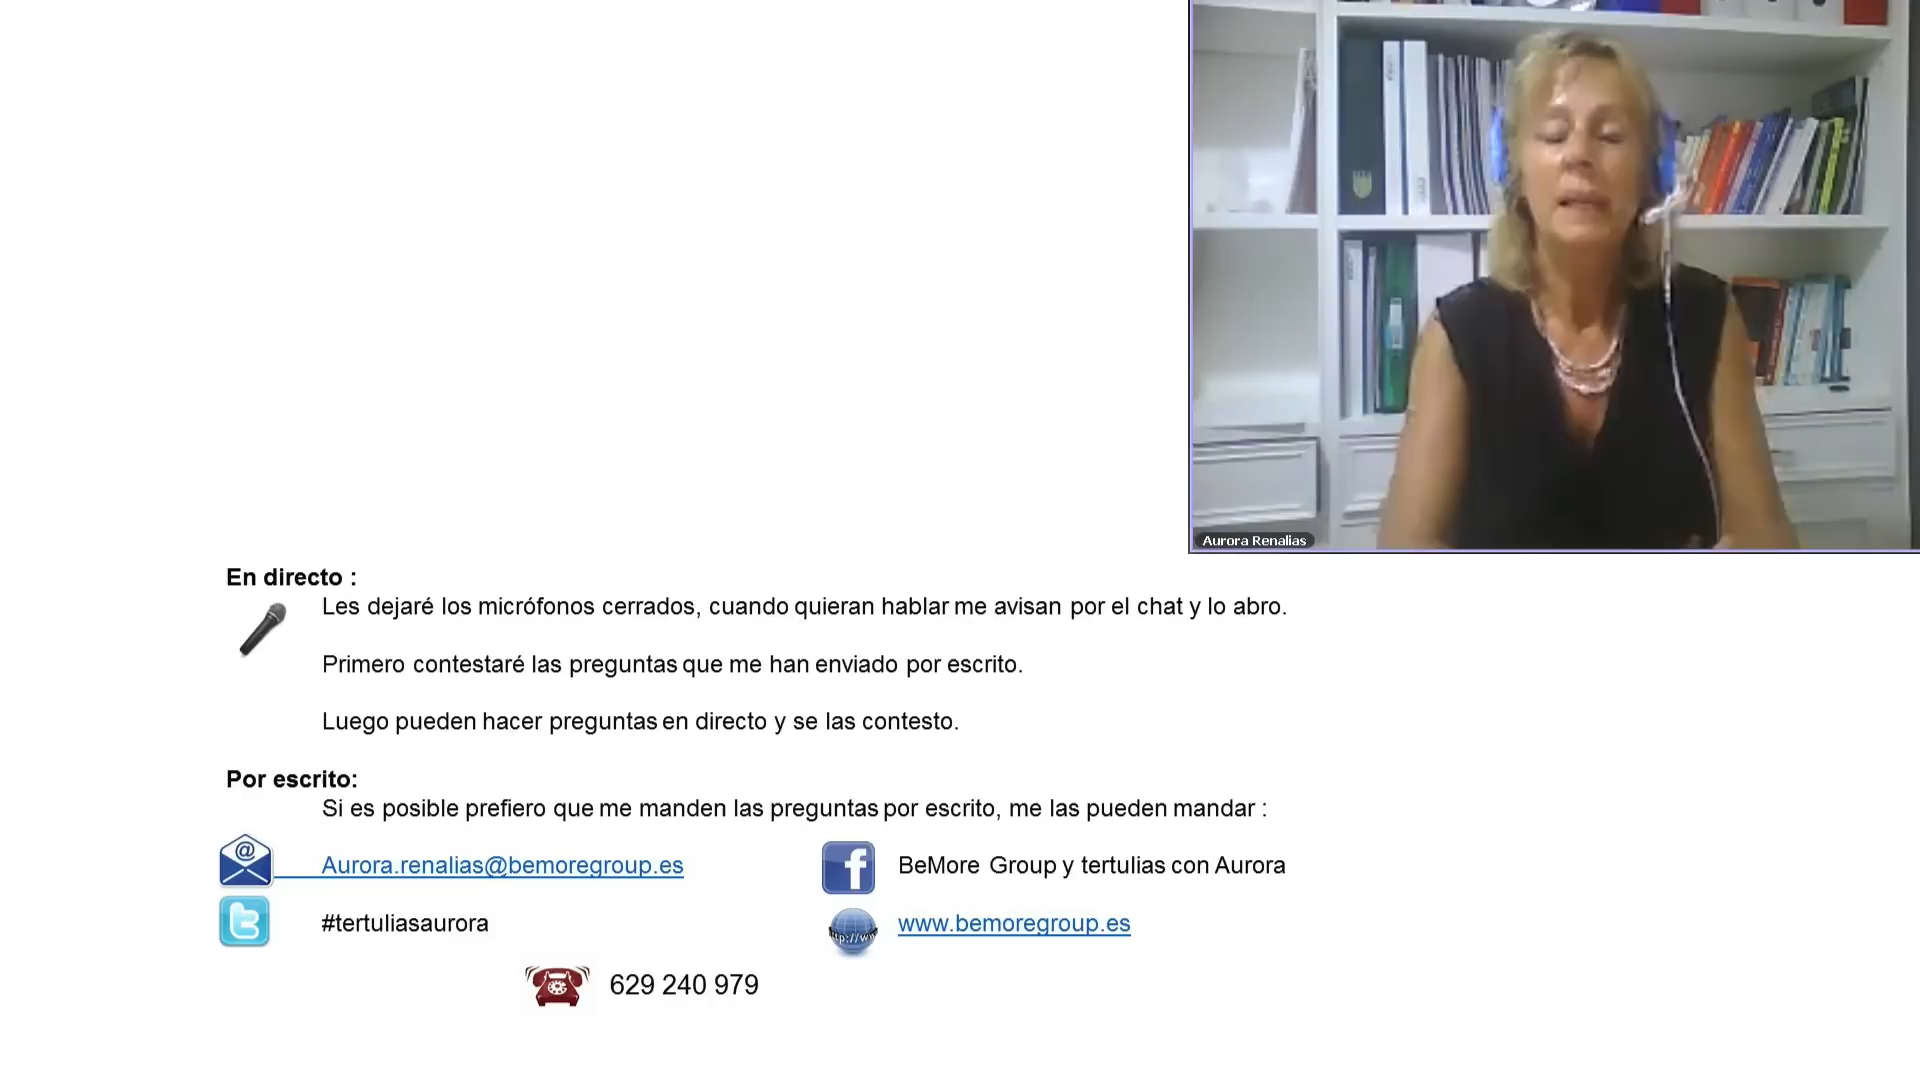 Aurora Renalias
En directo :
Les dejaré los micrófonos cerrados, cuando quieran hablar me avisan por el chat y lo abro.
Primero contestaré las preguntas que me han enviado por escrito.
Luego pueden hacer preguntas en directo y se las contesto.
Por escrito:
Si es posible prefiero que me manden las preguntas por escrito, me las pueden mandar :
Aurora.renalias@bemoregroup.es
BeMore Group y tertulias con Aurora
#tertuliasaurora
www.bemoregroup.es
629 240 979